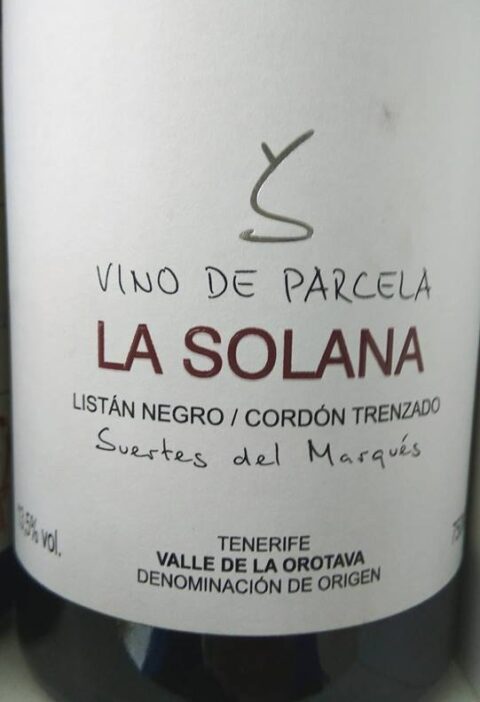 VINO DE PARCELA
LA SOLANA
LISTÁN NEGRO / CORDÓN TRENZADO
Suertes del Marqués
vol.
TENERIFE
VALLE DE LA OROTAVA
DENOMINACIÓN DE ORIGEN